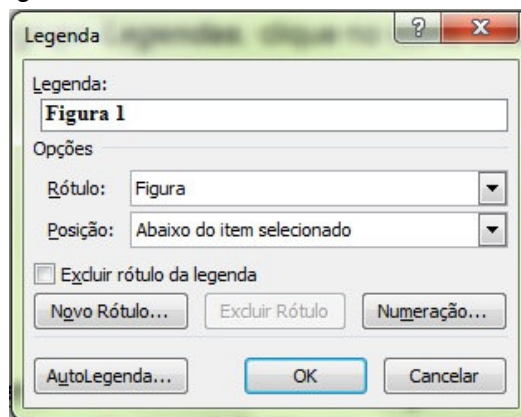 Legenda
Legenda:
Figura 1
Opções
Rótulo: Figura
Posição: Abaixo do item selecionado
Excluir rótulo da legenda
Novo Rótulo... Excluir Rótulo Numeração...
AutoLegenda... OK Cancelar